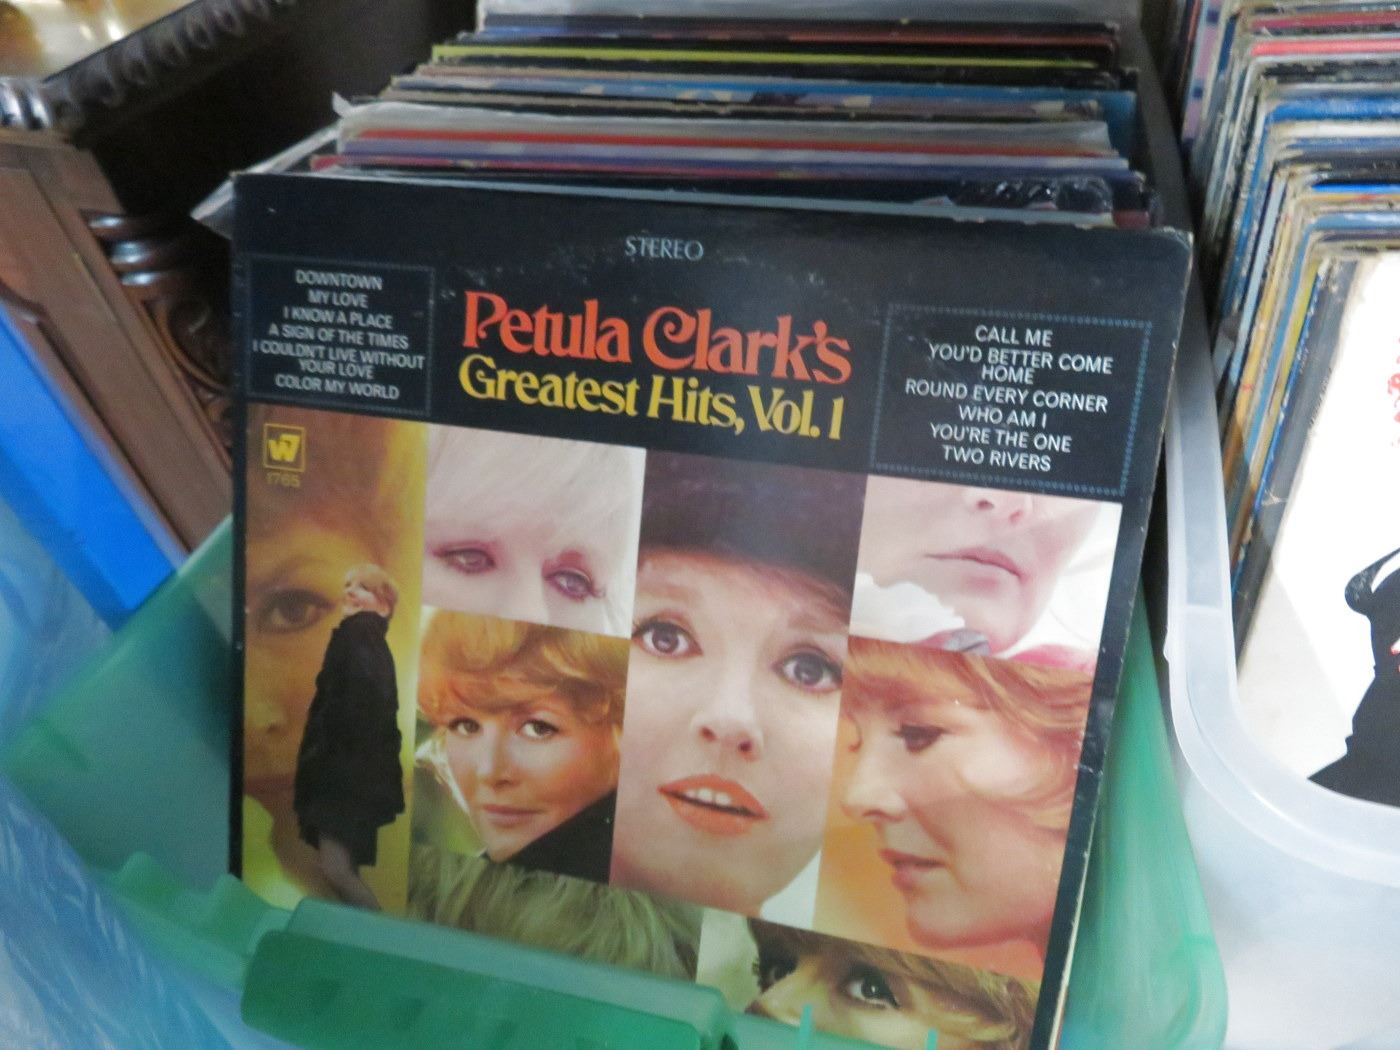 STEREO
DOWNTOWN
MY LOVE
I KNOW A PLACE
A SIGN OF THE TIMES
I COULDN'T LIVE WITHOUT
YOUR LOVE
COLOR MY WORLD
Petula Clark's
Greatest Hits, Vol. 1
CALL ME
YOU'D BETTER COME
HOME
ROUND EVERY CORNER
WHO AM I
YOU'RE THE ONE
TWO RIVERS
W7
1765